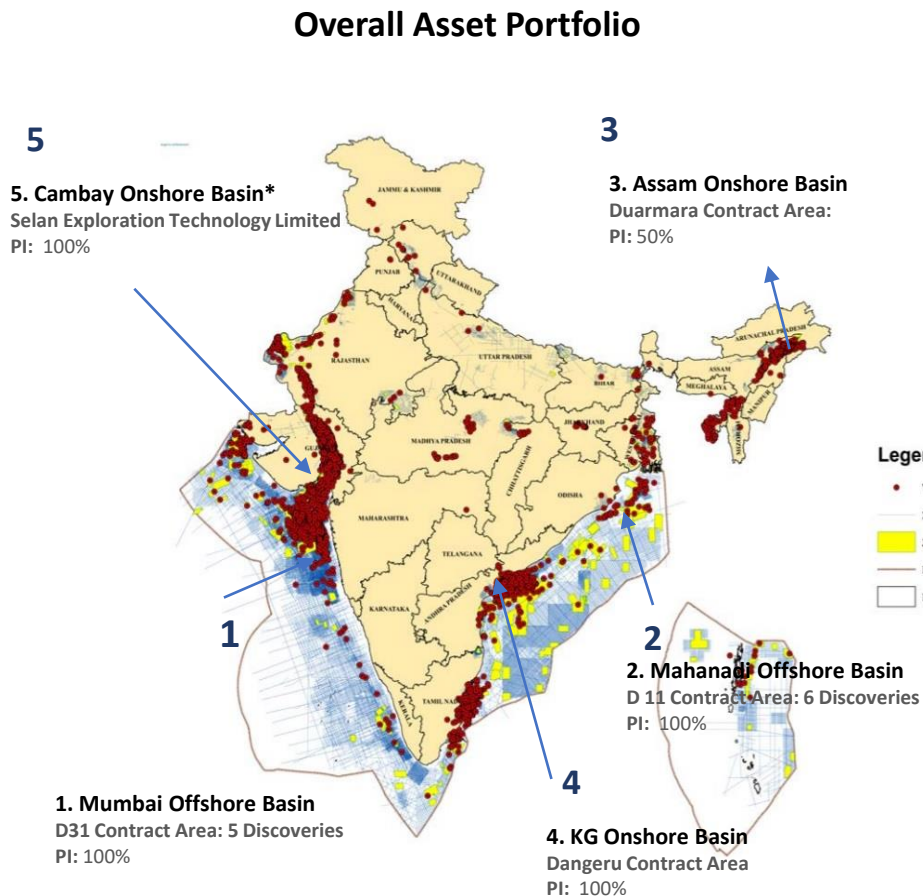 Overall Asset Portfolio
5
5. Cambay Onshore Basin*
Selan Exploration Technology Limited
PI: 100%
3
3. Assam Onshore Basin
Duarmara Contract Area:
PI: 50%
JAMMU & KASHMIR
PUNJAB
UTTARAKHAND
HARYANA
RAJASTHAN
UTTAR PRADESH
BIHAR
ARUNACHAL PRADESH
ASSAM
MEGHALAYA
MANIPUR
MIZO
GUJ
MADHYA PRADESH
JHARKHAND
CHHATTISGARH
ODISHA
MAHARASHTRA
TELANGANA
ANDHRA PRADESH
KARNATAKA
TAMIL NAD
KERALA
Lege
1
2
2. Mahanadi Offshore Basin
D 11 Contract Area: 6 Discoveries
PI: 100%
1. Mumbai Offshore Basin
D31 Contract Area: 5 Discoveries
PI: 100%
4
4. KG Onshore Basin
Dangeru Contract Area
PI: 100%